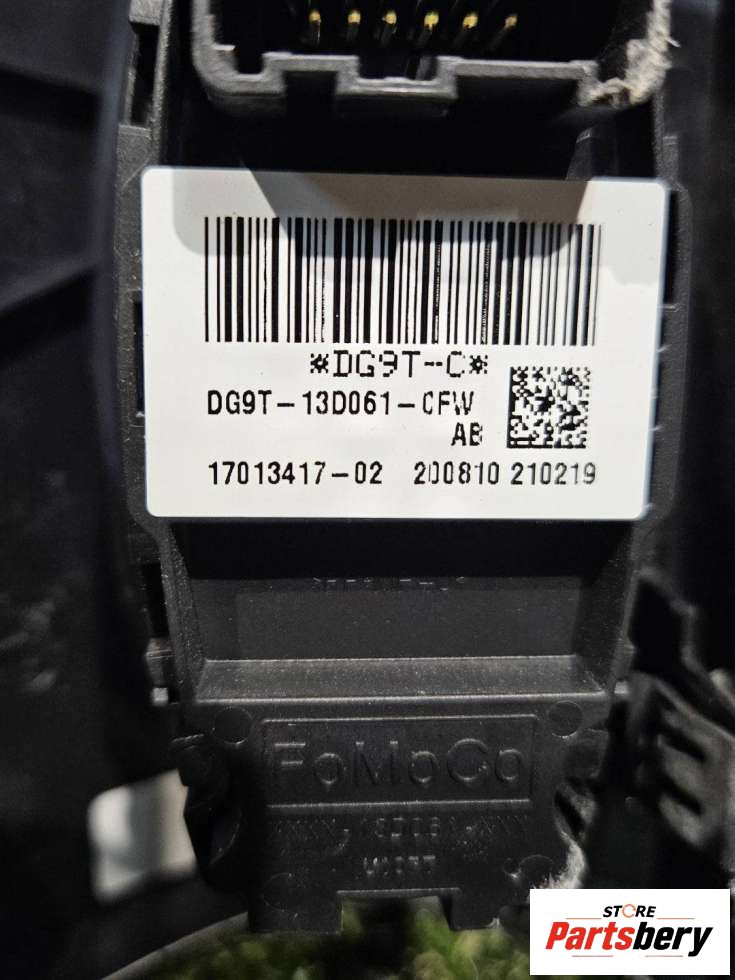 *DG9T-C*
DG9T-13D061-CFW
AB
17013417-02 200810 210219
FoMoCo
STORE
Partsbery